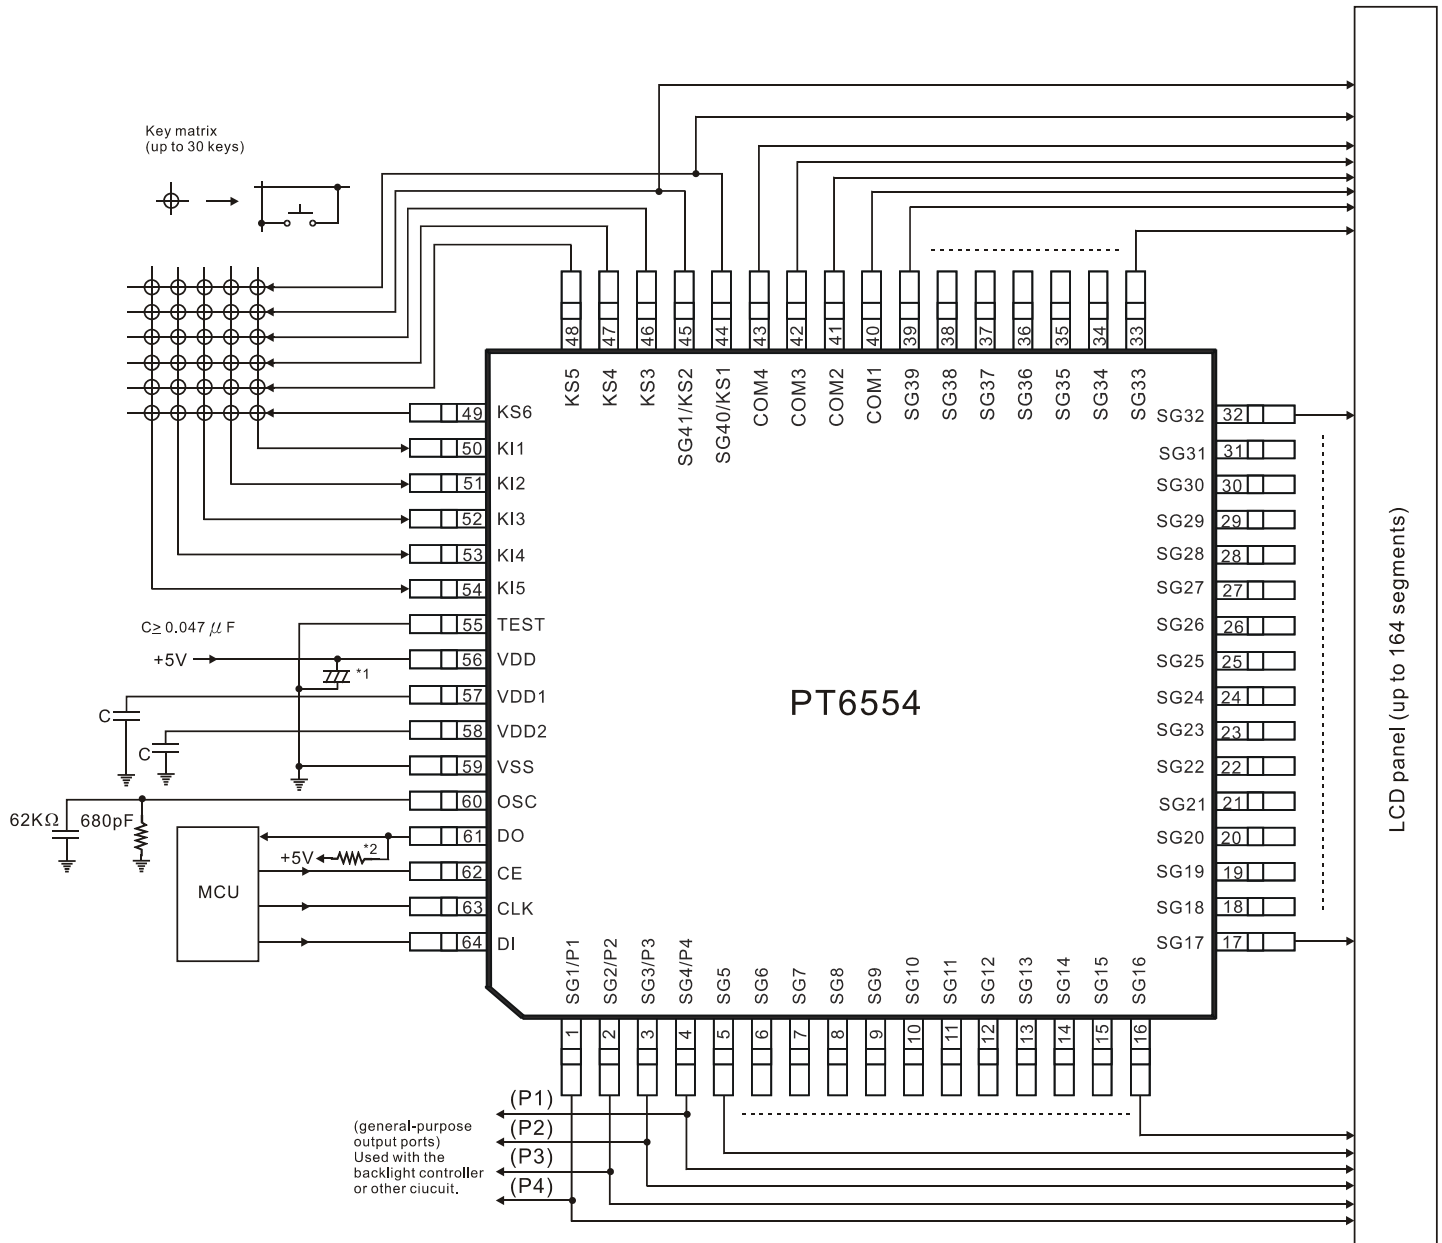 Key matrix
(up to 30 keys)
48
47
46
45
44
43
42
41
40
39
38
37
36
35
34
33
KS5
KS4
KS3
SG41/KS2
SG40/KS1
COM4
COM3
COM2
COM1
SG39
SG38
SG37
SG36
SG35
SG34
SG33
49 KS6
50 KI1
51 KI2
52 KI3
53 KI4
54 KI5
55 TEST
56 VDD
57 VDD1
58 VDD2
59 VSS
60 OSC
61 DO
62 CE
63 CLK
64 DI
C≥ 0.047 μ F
+5V
*1
C
C
62KΩ
680pF
+5V
*2
MCU
PT6554
SG32 32
SG31 31
SG30 30
SG29 29
SG28 28
SG27 27
SG26 26
SG25 25
SG24 24
SG23 23
SG22 22
SG21 21
SG20 20
SG19 19
SG18 18
SG17 17
LCD panel (up to 164 segments)
SG1/P1
SG2/P2
SG3/P3
SG4/P4
SG5
SG6
SG7
SG8
SG9
SG10
SG11
SG12
SG13
SG14
SG15
SG16
1
2
3
4
5
6
7
8
9
10
11
12
13
14
15
16
(P1)
(P2)
(P3)
(P4)
(general-purpose
output ports)
Used with the
backlight controller
or other ciucuit.